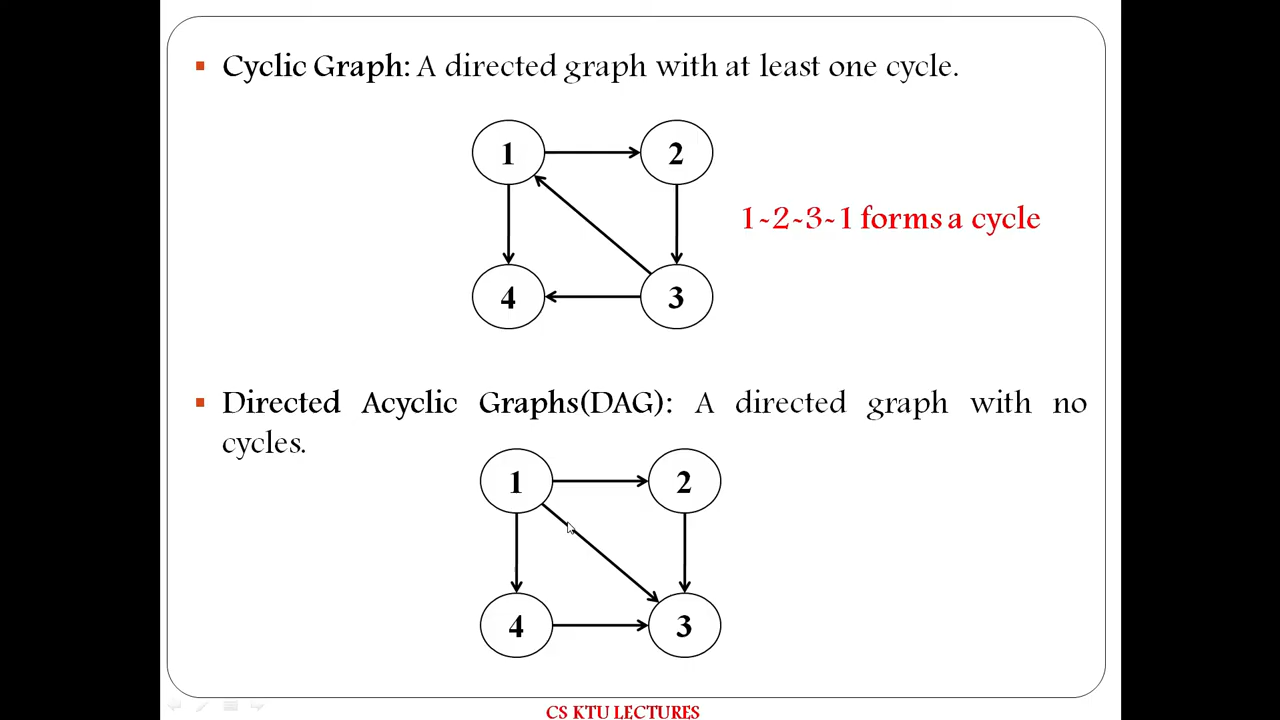 Cyclic Graph: A directed graph with at least one cycle.
1 2
1~2~3~1 forms a cycle
4 3
Directed Acyclic Graphs(DAG): A directed graph with no
cycles.
1 2
4 3
CS KTU LECTURES